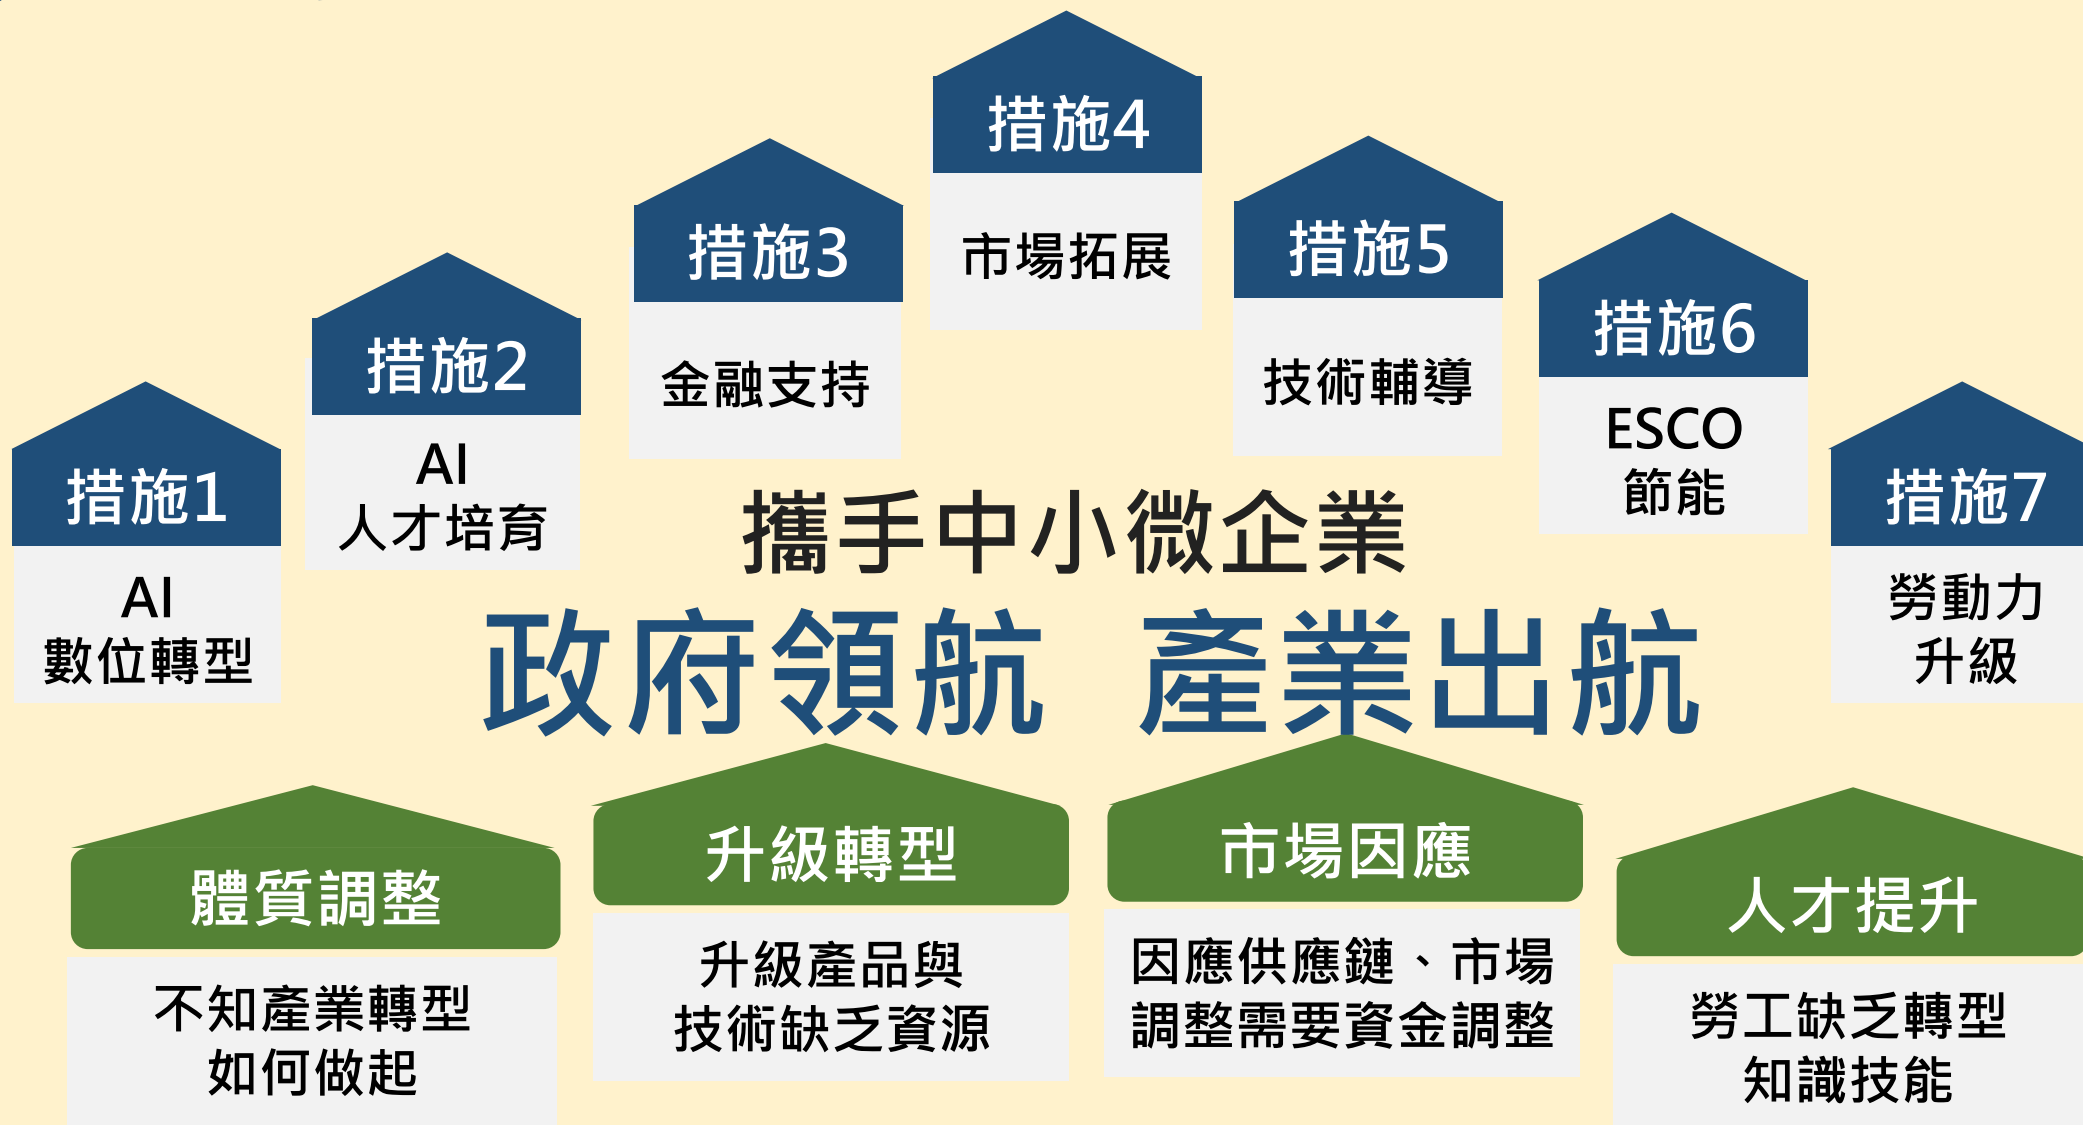 措施1
AI
數位轉型
措施2
AI
人才培育
措施3
金融支持
措施4
市場拓展
措施5
技術輔導
措施6
ESCO
節能
措施7
勞動力
升級
攜手中小微企業
政府領航 產業出航
體質調整
不知產業轉型
如何做起
升級轉型
升級產品與
技術缺乏資源
市場因應
因應供應鏈、市場
調整需要資金調整
人才提升
勞工缺乏轉型
知識技能